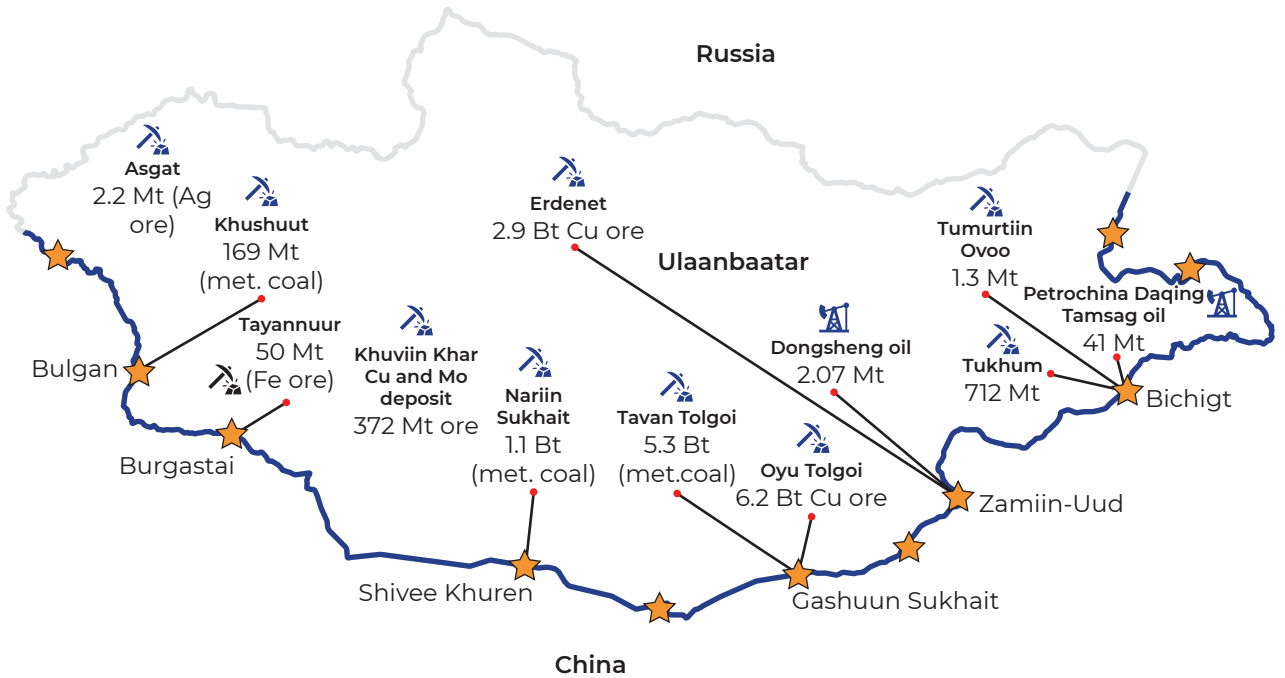 Russia
Asgat
2.2 Mt (Ag
ore)
Khushuut
169 Mt
(met. coal)
Erdenet
2.9 Bt Cu ore
Ulaanbaatar
Tumurtiin
Ovoo
1.3 Mt
Petrochina Daqing
Tamsag oil
41 Mt
Tayannuur
50 Mt
(Fe ore)
Bulgan
Khuviin Khar
Cu and Mo
deposit
372 Mt ore
Dongsheng oil
2.07 Mt
Tukhum
712 Mt
Bichigt
Nariin
Sukhait
1.1 Bt
(met. coal)
Tavan Tolgoi
5.3 Bt
(met.coal)
Oyu Tolgoi
6.2 Bt Cu ore
Burgastai
Zamiin-Uud
Shivee Khuren
Gashuun Sukhait
China